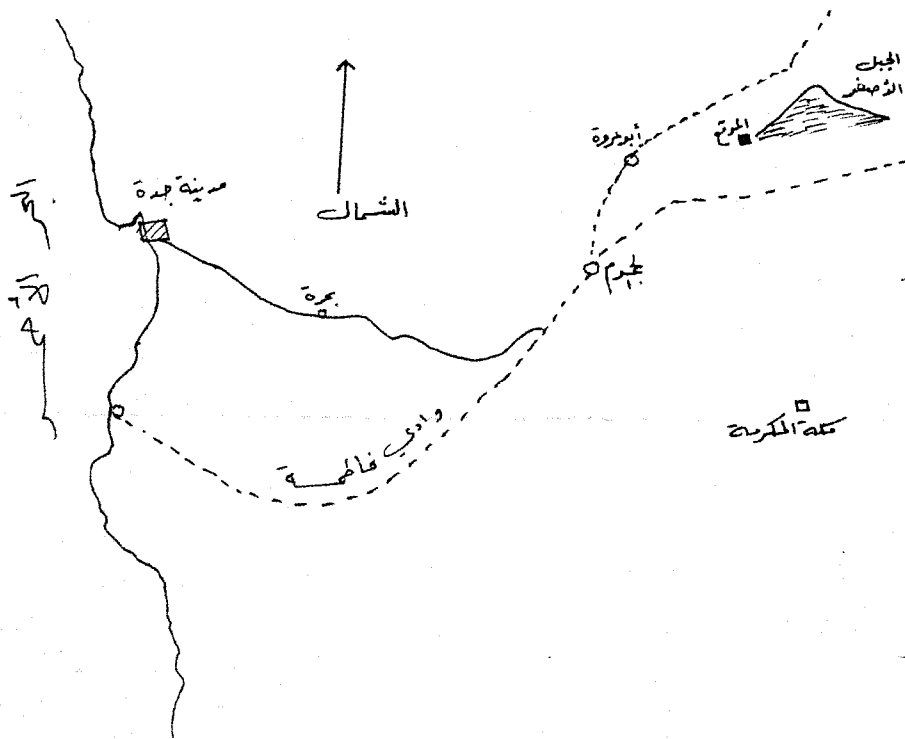 الجبل
الأصفر
الموقع
أبو عروة
مدينة جدة
الشمال
الجموم
بحرة
وادي فاطمة
مكة المكرمة